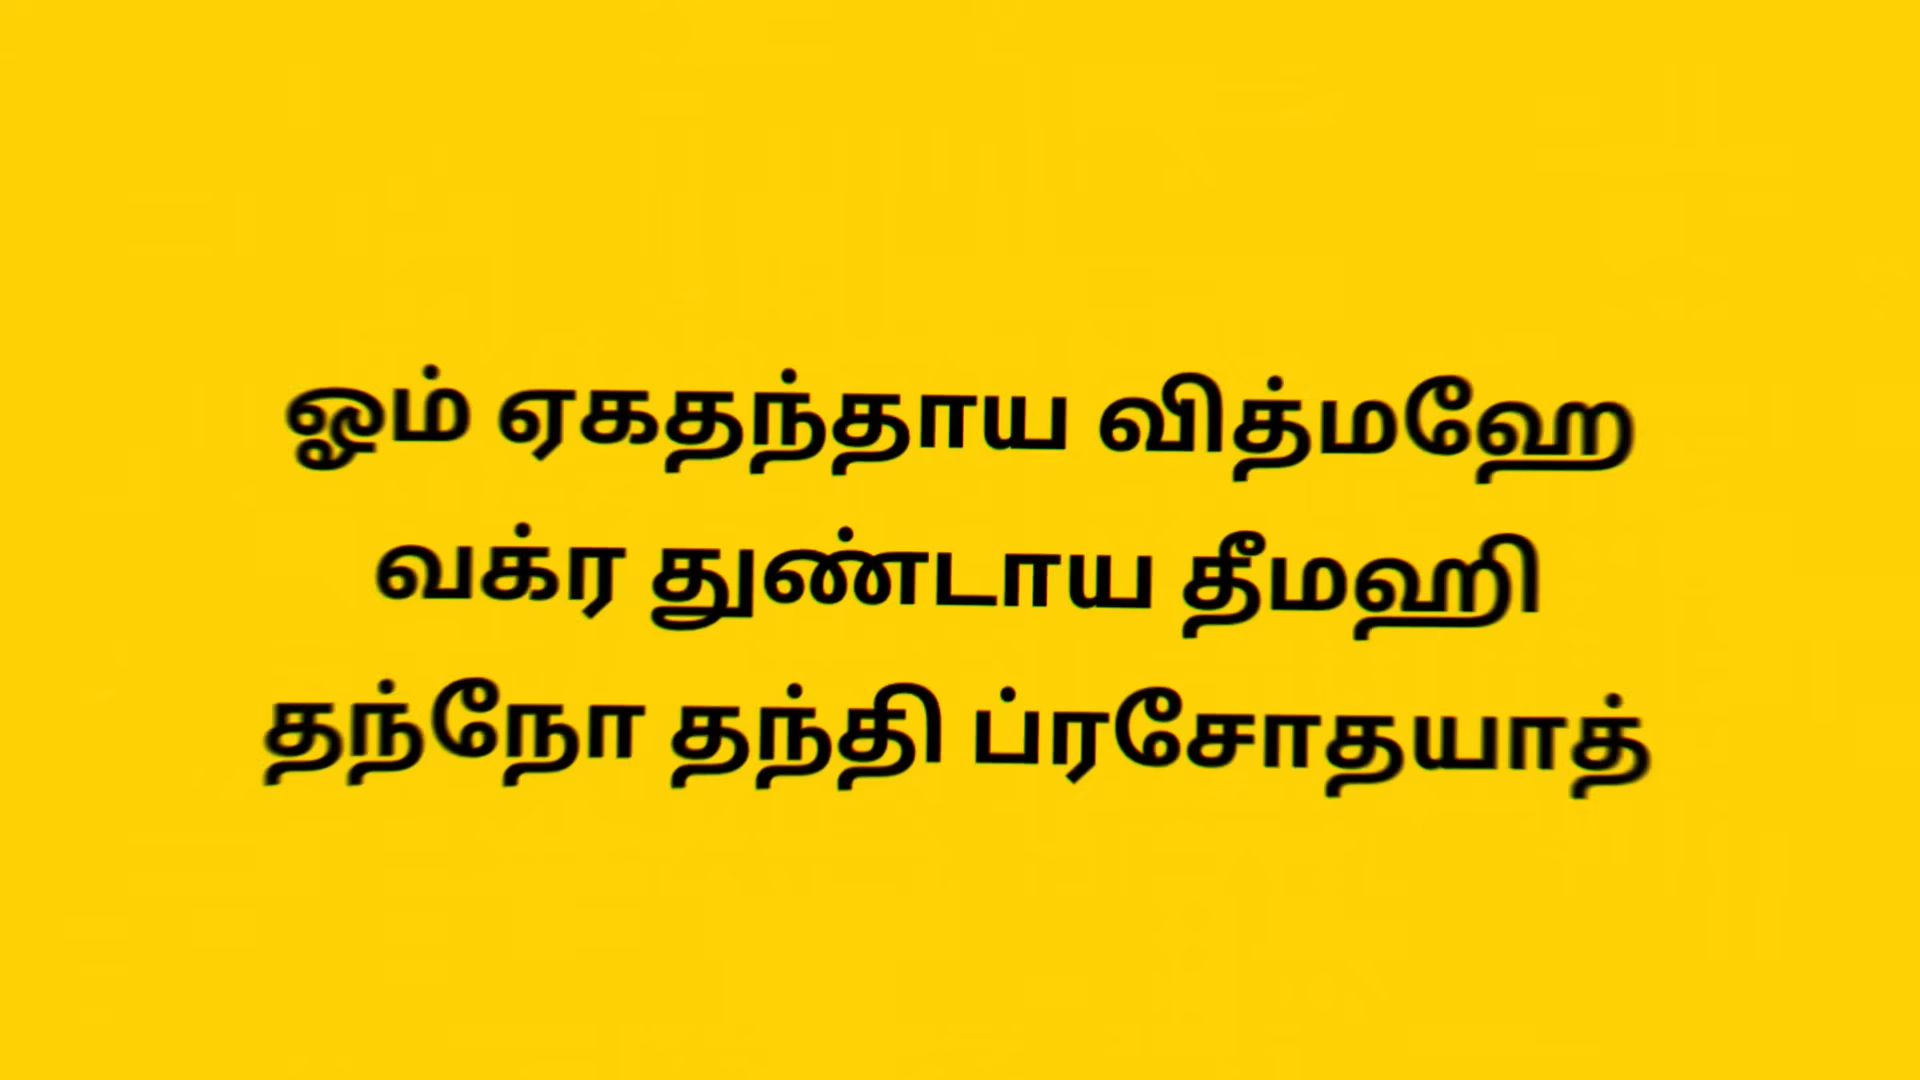 ஓம் ஏகதந்தாய வித்மஹே
வக்ர துண்டாய தீமஹி
தந்நோ தந்தி ப்ரசோதயாத்